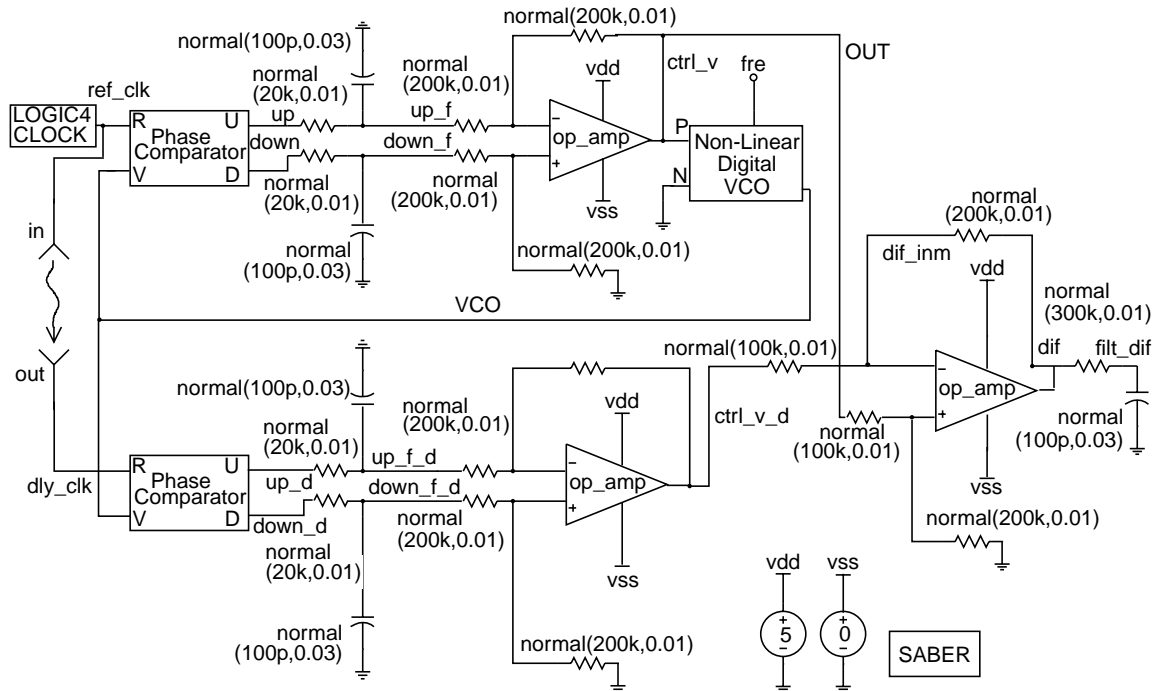 normal(200k,0.01)
OUT
normal(100p,0.03)
normal
(20k,0.01)
normal
(200k,0.01)
vdd
ctrl_v
fre
ref_clk
LOGIC4
CLOCK
R
U
Phase
Comparator
V
D
up
down
up_f
down_f
−
op_amp
+
P
N
Non-Linear
Digital
VCO
normal
(20k,0.01)
normal
(200k,0.01)
vss
normal
(100p,0.03)
normal(200k,0.01)
in
VCO
normal
(200k,0.01)
dif_inm
vdd
normal
(300k,0.01)
out
normal(100p,0.03)
normal
(20k,0.01)
normal
(200k,0.01)
vdd
normal(100k,0.01)
−
op_amp
+
dif
filt_dif
ctrl_v_d
normal
(100k,0.01)
normal
(100p,0.03)
vss
dly_clk
R
U
Phase
Comparator
V
D
up_d
down_d
up_f_d
down_f_d
−
op_amp
+
normal
(20k,0.01)
normal
(200k,0.01)
vss
normal(200k,0.01)
normal
(100p,0.03)
normal(200k,0.01)
vdd
vss
+
5
−
+
0
−
SABER